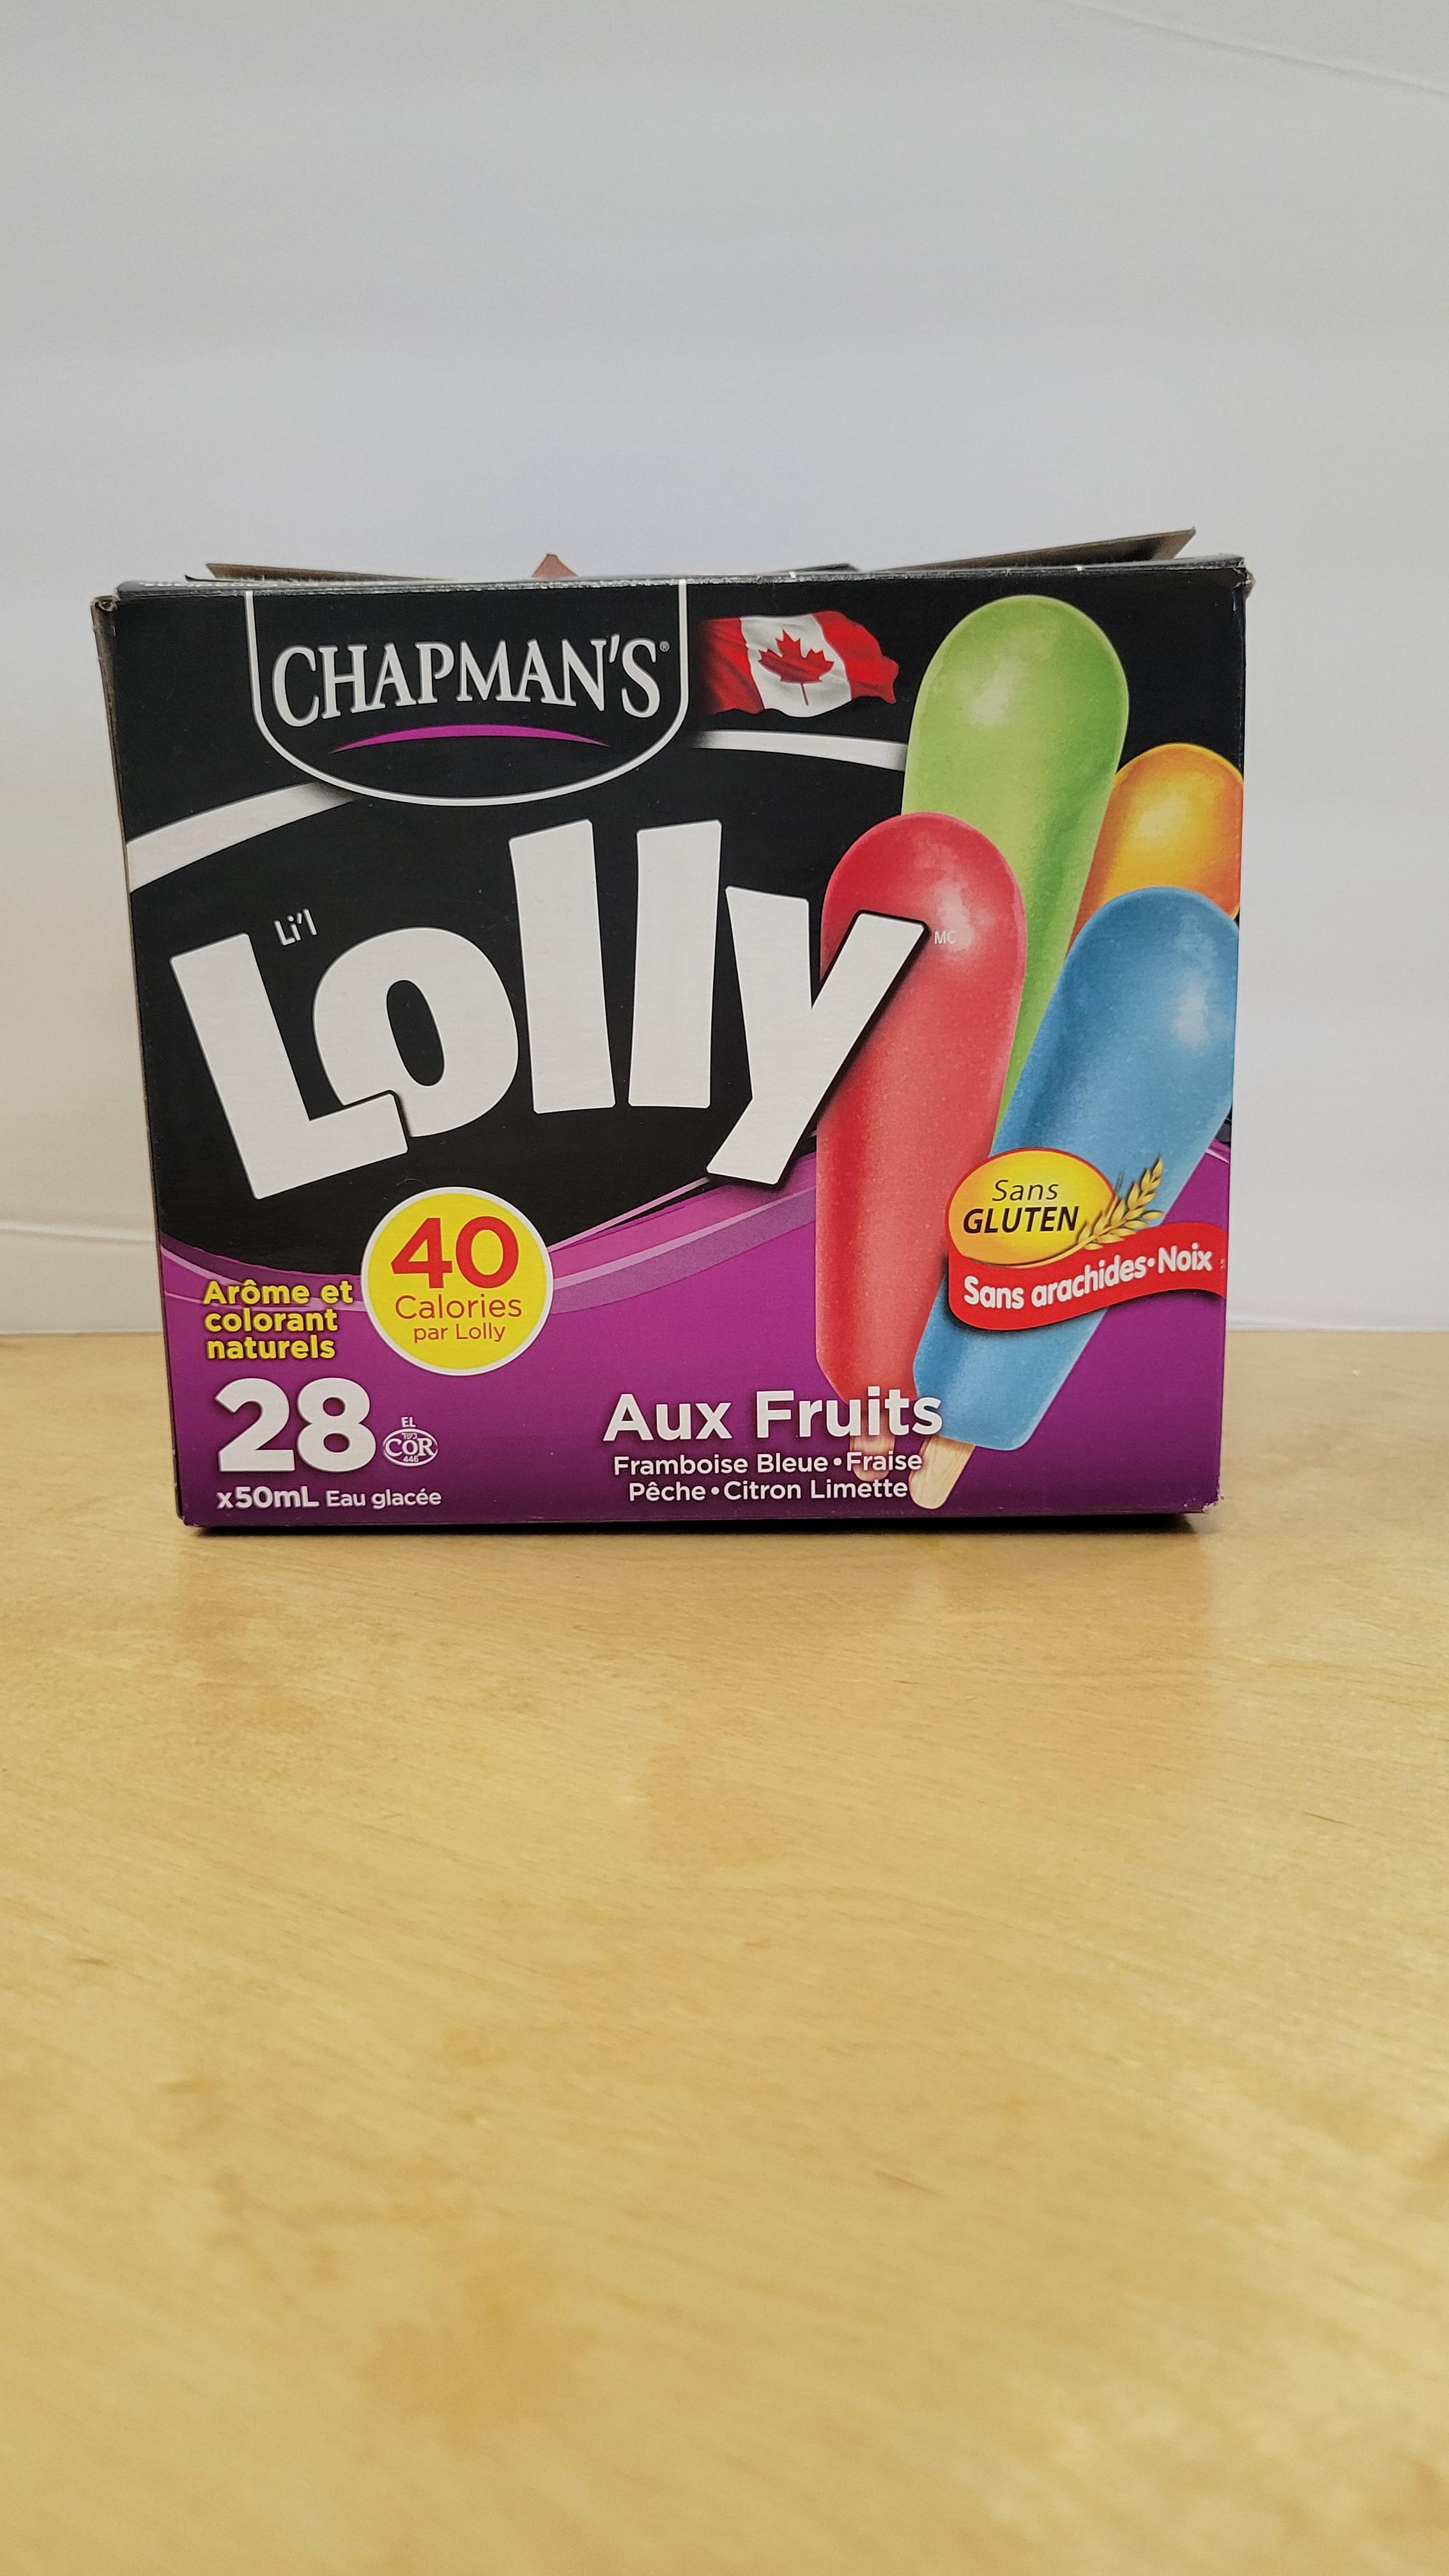 CHAPMAN'S®
Li'l
Lolly MC
Sans
GLUTEN
Sans arachides•Noix
40
Calories
par Lolly
Arôme et
colorant
naturels
28
EL
COR
446
x50mL Eau glacée
Aux Fruits
Framboise Bleue•Fraise
Pêche•Citron Limette